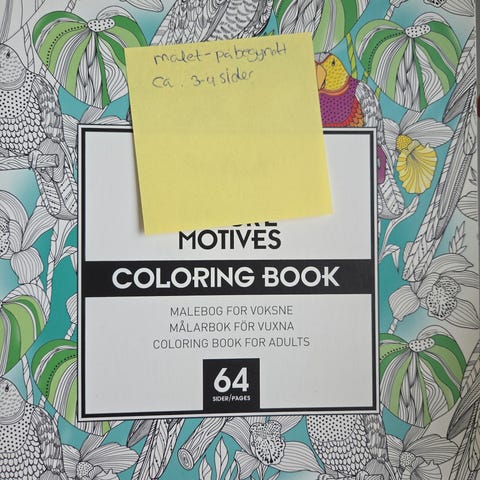 malet - påbegyndt
ca. 3-4 sider
MOTIVES
COLORING BOOK
MALEBOG FOR VOKSNE
MÅLARBOK FÖR VUXNA
COLORING BOOK FOR ADULTS
64
SIDER/PAGES